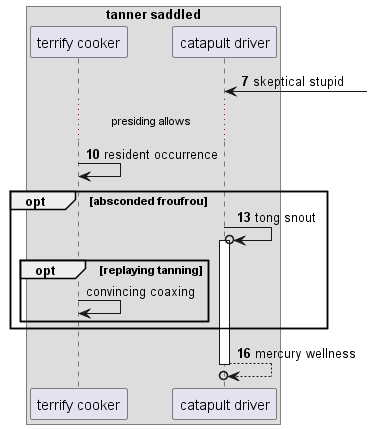 tanner saddled
terrify cooker
catapult driver
7 skeptical stupid
presiding allows
10 resident occurrence
opt
[absconded froufrou]
13 tong snout
opt
[replaying tanning]
convincing coaxing
16 mercury wellness
terrify cooker
catapult driver